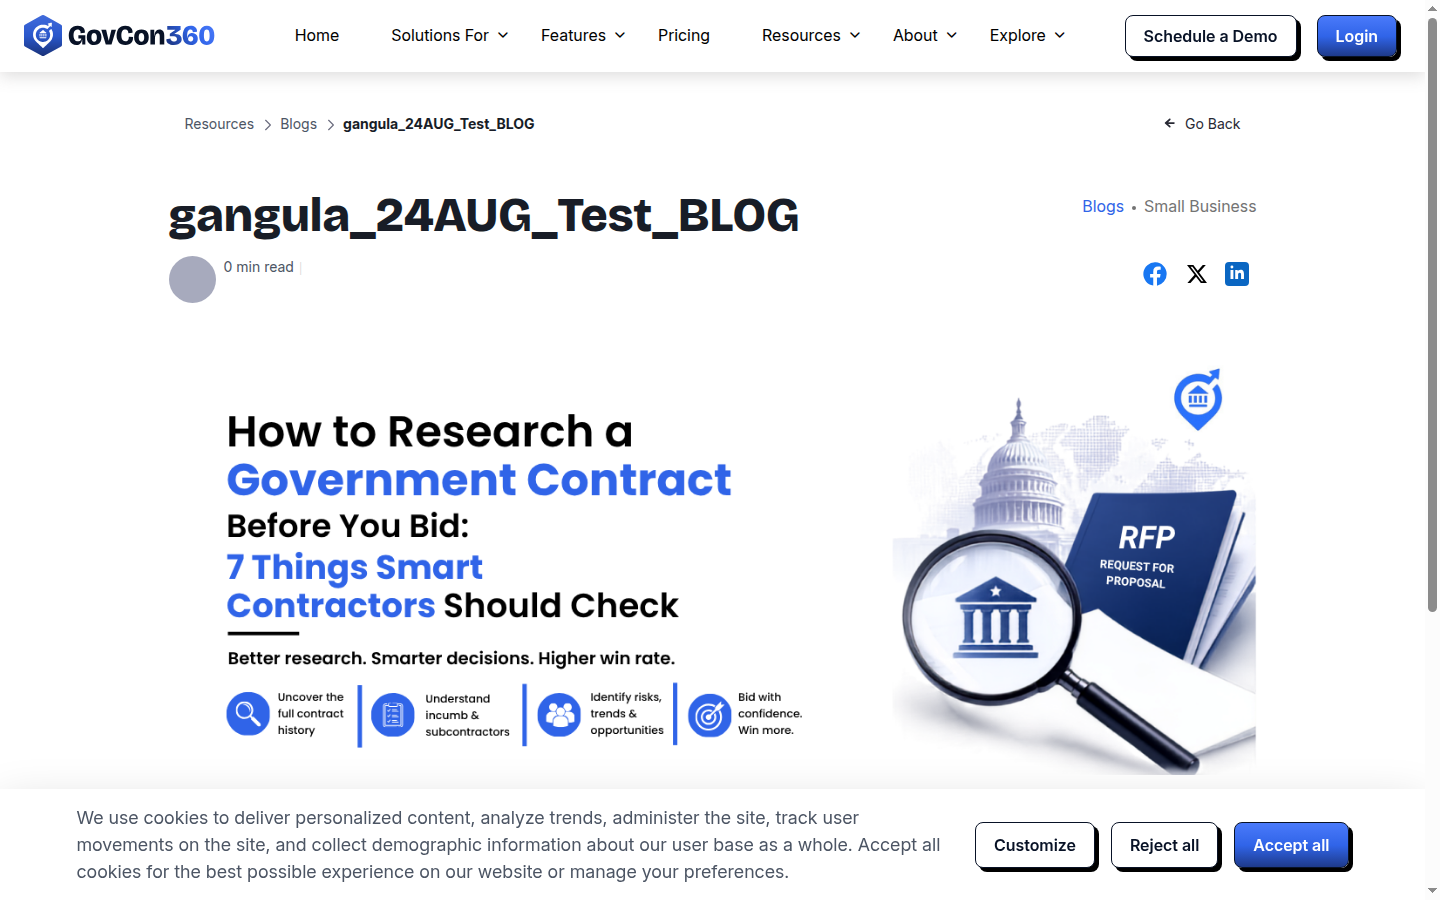 GovCon360
Home
Solutions For
Features
Pricing
Resources
About
Explore
Schedule a Demo
Login
Resources
Blogs
gangula_24AUG_Test_BLOG
Go Back
gangula_24AUG_Test_BLOG
Blogs • Small Business
0 min read
How to Research a
Government Contract
Before You Bid:
7 Things Smart
Contractors Should Check
Better research. Smarter decisions. Higher win rate.
Uncover the
full contract
history
Understand
incumb &
subcontractors
Identify risks,
trends &
opportunities
Bid with
confidence.
Win more.
RFP
REQUEST FOR
PROPOSAL
We use cookies to deliver personalized content, analyze trends, administer the site, track user
movements on the site, and collect demographic information about our user base as a whole. Accept all
cookies for the best possible experience on our website or manage your preferences.
Customize
Reject all
Accept all